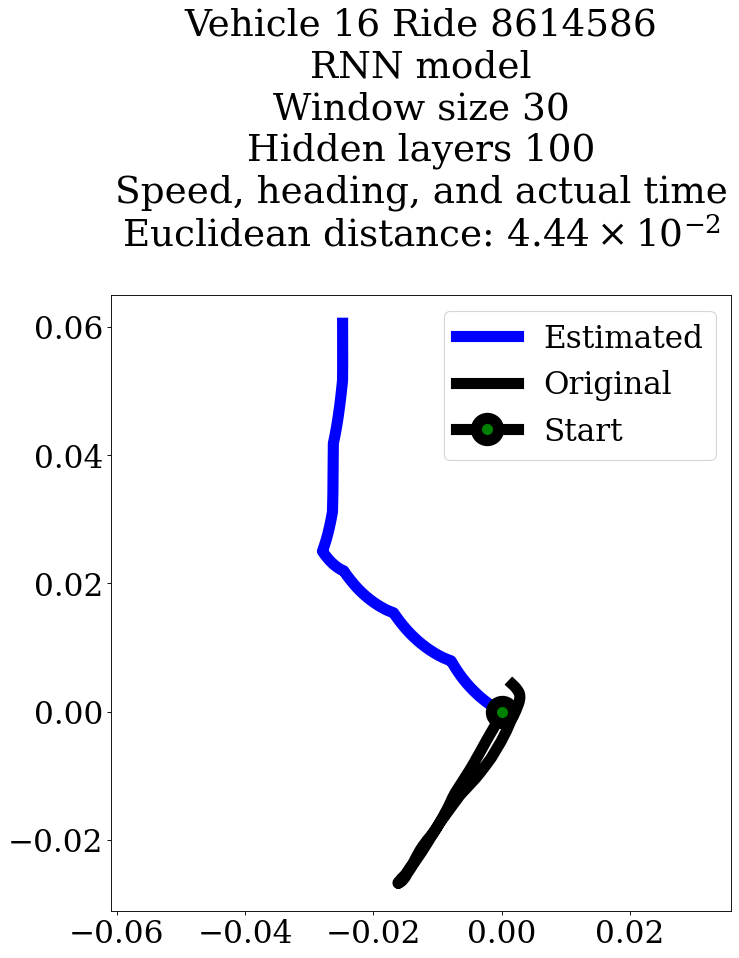 Vehicle 16 Ride 8614586
RNN model
Window size 30
Hidden layers 100
Speed, heading, and actual time
Euclidean distance: 4.44 × 10⁻²
Estimated
Original
Start
0.06
0.04
0.02
0.00
−0.02
−0.06 −0.04 −0.02 0.00 0.02